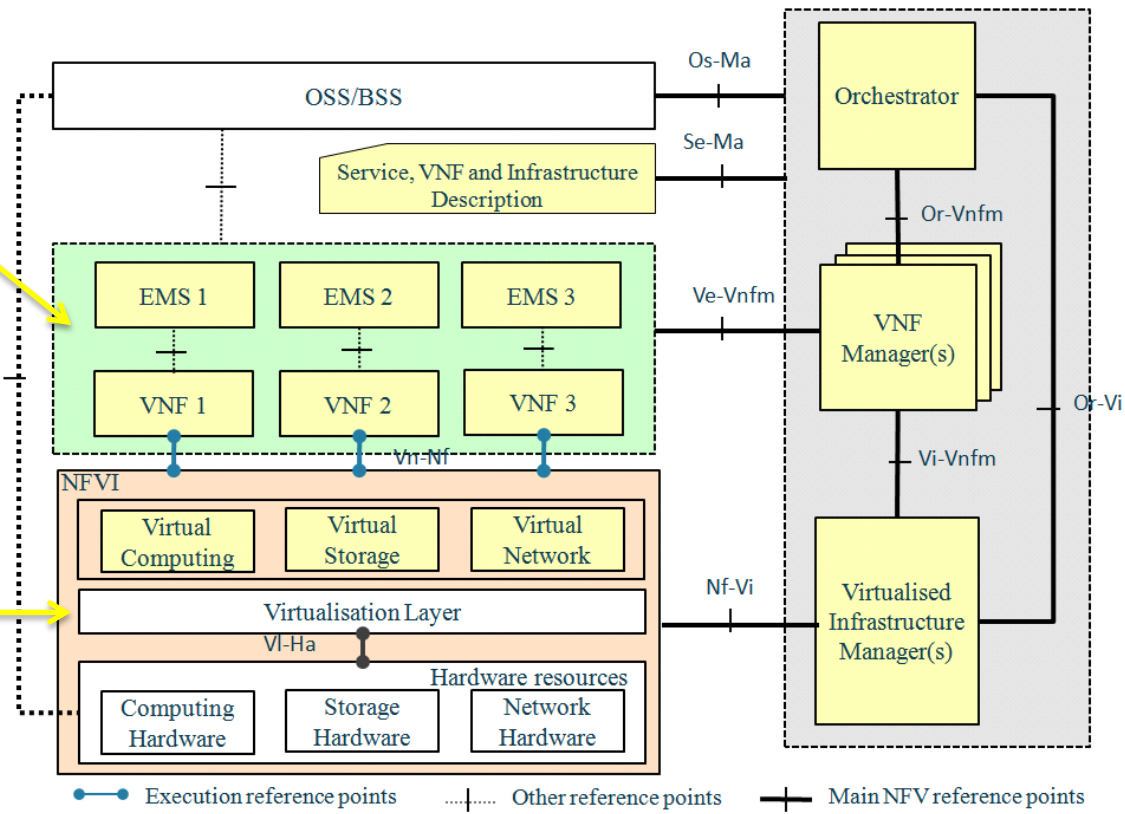 Os-Ma
OSS/BSS
Orchestrator
Se-Ma
Service, VNF and Infrastructure
Description
Or-Vnfm
EMS 1
EMS 2
EMS 3
Ve-Vnfm
VNF
Manager(s)
VNF 1
VNF 2
VNF 3
Or-Vi
Vn-Nf
Vi-Vnfm
NFVI
Virtual
Computing
Virtual
Storage
Virtual
Network
Nf-Vi
Virtualised
Infrastructure
Manager(s)
Virtualisation Layer
Vl-Ha
Hardware resources
Computing
Hardware
Storage
Hardware
Network
Hardware
Execution reference points
Other reference points
Main NFV reference points